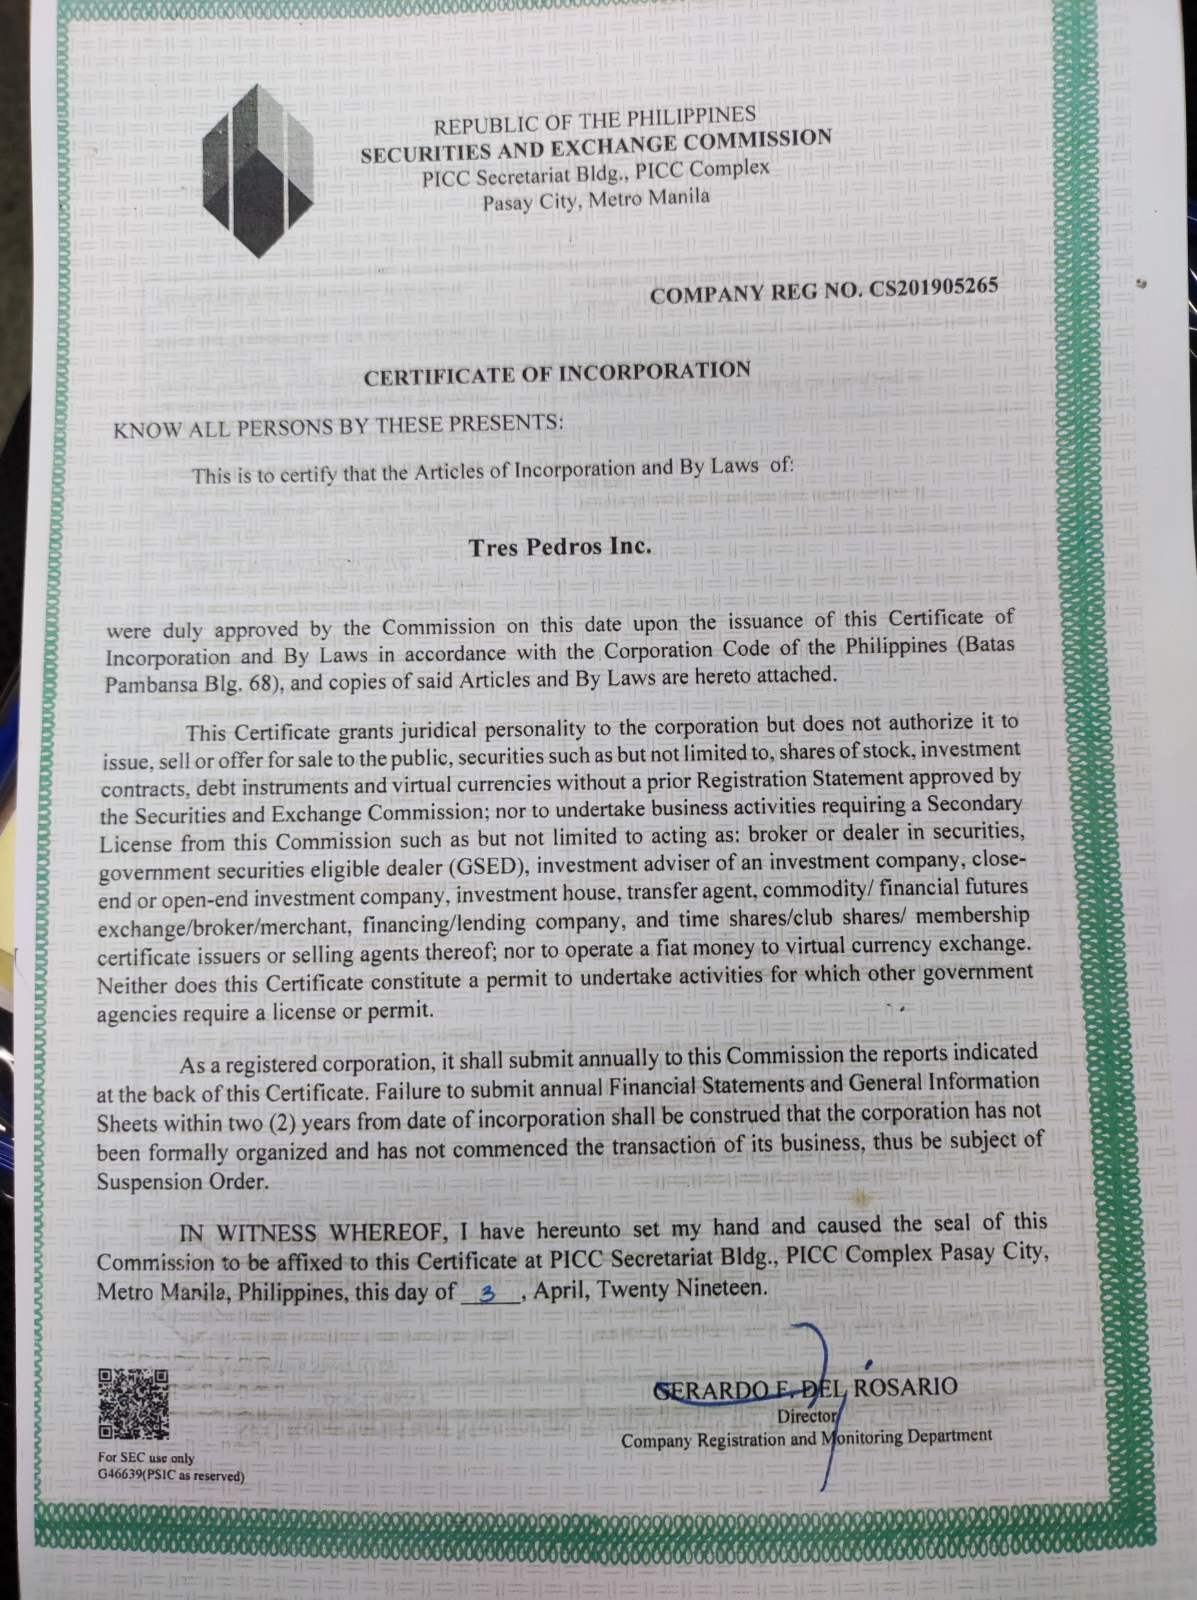 REPUBLIC OF THE PHILIPPINES
SECURITIES AND EXCHANGE COMMISSION
PICC Secretariat Bldg., PICC Complex
Pasay City, Metro Manila
COMPANY REG NO. CS201905265
CERTIFICATE OF INCORPORATION
KNOW ALL PERSONS BY THESE PRESENTS:
This is to certify that the Articles of Incorporation and By Laws of:
Tres Pedros Inc.
were duly approved by the Commission on this date upon the issuance of this Certificate of
Incorporation and By Laws in accordance with the Corporation Code of the Philippines (Batas
Pambansa Blg. 68), and copies of said Articles and By Laws are hereto attached.
This Certificate grants juridical personality to the corporation but does not authorize it to
issue, sell or offer for sale to the public, securities such as but not limited to, shares of stock, investment
contracts, debt instruments and virtual currencies without a prior Registration Statement approved by
the Securities and Exchange Commission; nor to undertake business activities requiring a Secondary
License from this Commission such as but not limited to acting as: broker or dealer in securities,
government securities eligible dealer (GSED), investment adviser of an investment company, close-
end or open-end investment company, investment house, transfer agent, commodity/ financial futures
exchange/broker/merchant, financing/lending company, and time shares/club shares/ membership
certificate issuers or selling agents thereof; nor to operate a fiat money to virtual currency exchange.
Neither does this Certificate constitute a permit to undertake activities for which other government
agencies require a license or permit.
As a registered corporation, it shall submit annually to this Commission the reports indicated
at the back of this Certificate. Failure to submit annual Financial Statements and General Information
Sheets within two (2) years from date of incorporation shall be construed that the corporation has not
been formally organized and has not commenced the transaction of its business, thus be subject of
Suspension Order.
IN WITNESS WHEREOF, I have hereunto set my hand and caused the seal of this
Commission to be affixed to this Certificate at PICC Secretariat Bldg., PICC Complex Pasay City,
Metro Manila, Philippines, this day of 3, April, Twenty Nineteen.
GERARDO F. DEL ROSARIO
Director
Company Registration and Monitoring Department
For SEC use only
G46639(PSIC as reserved)